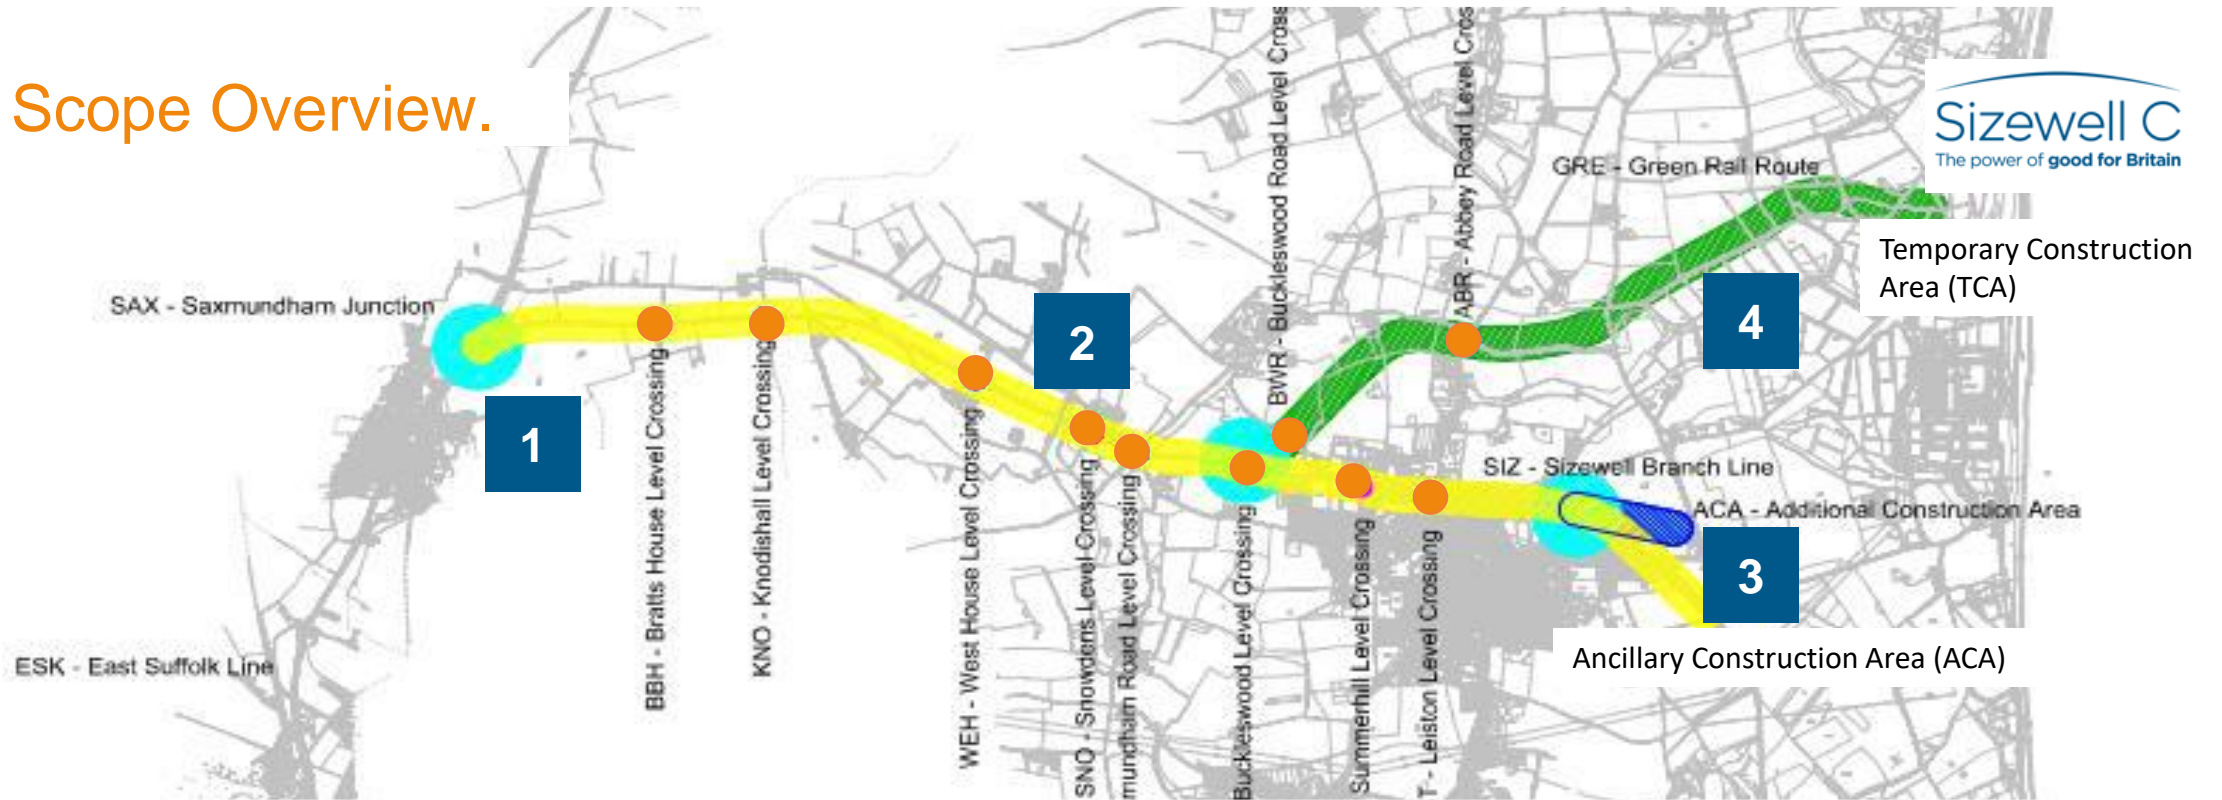 Scope Overview.
Sizewell C
The power of good for Britain
GRE - Green Rail Route
Temporary Construction
Area (TCA)
SAX - Saxmundham Junction
BWR - Buckleswood Road Level Cross
ABR - Abbey Road Level Cros
1
2
4
SIZ - Sizewell Branch Line
ACA - Additional Construction Area
3
Ancillary Construction Area (ACA)
BBH - Bratts House Level Crossing
KNO - Knodishall Level Crossing
WEH - West House Level Crossing
SNO - Snowdens Level Crossing
mundham Road Level Crossing
Buckleswood Level Crossing
Summerhill Level Crossing
T - Leiston Level Crossing
ESK - East Suffolk Line